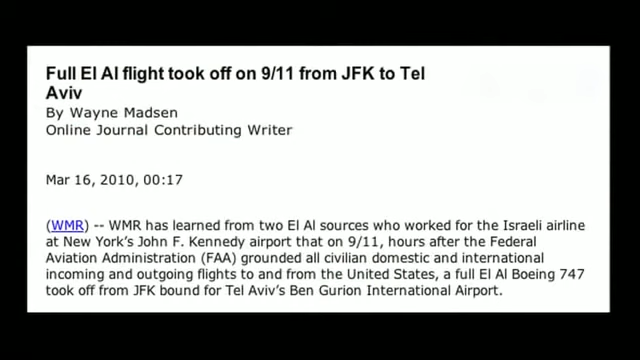 Full El Al flight took off on 9/11 from JFK to Tel
Aviv
By Wayne Madsen
Online Journal Contributing Writer
Mar 16, 2010, 00:17
(WMR) -- WMR has learned from two El Al sources who worked for the Israeli airline
at New York's John F. Kennedy airport that on 9/11, hours after the Federal
Aviation Administration (FAA) grounded all civilian domestic and international
incoming and outgoing flights to and from the United States, a full El Al Boeing 747
took off from JFK bound for Tel Aviv's Ben Gurion International Airport.